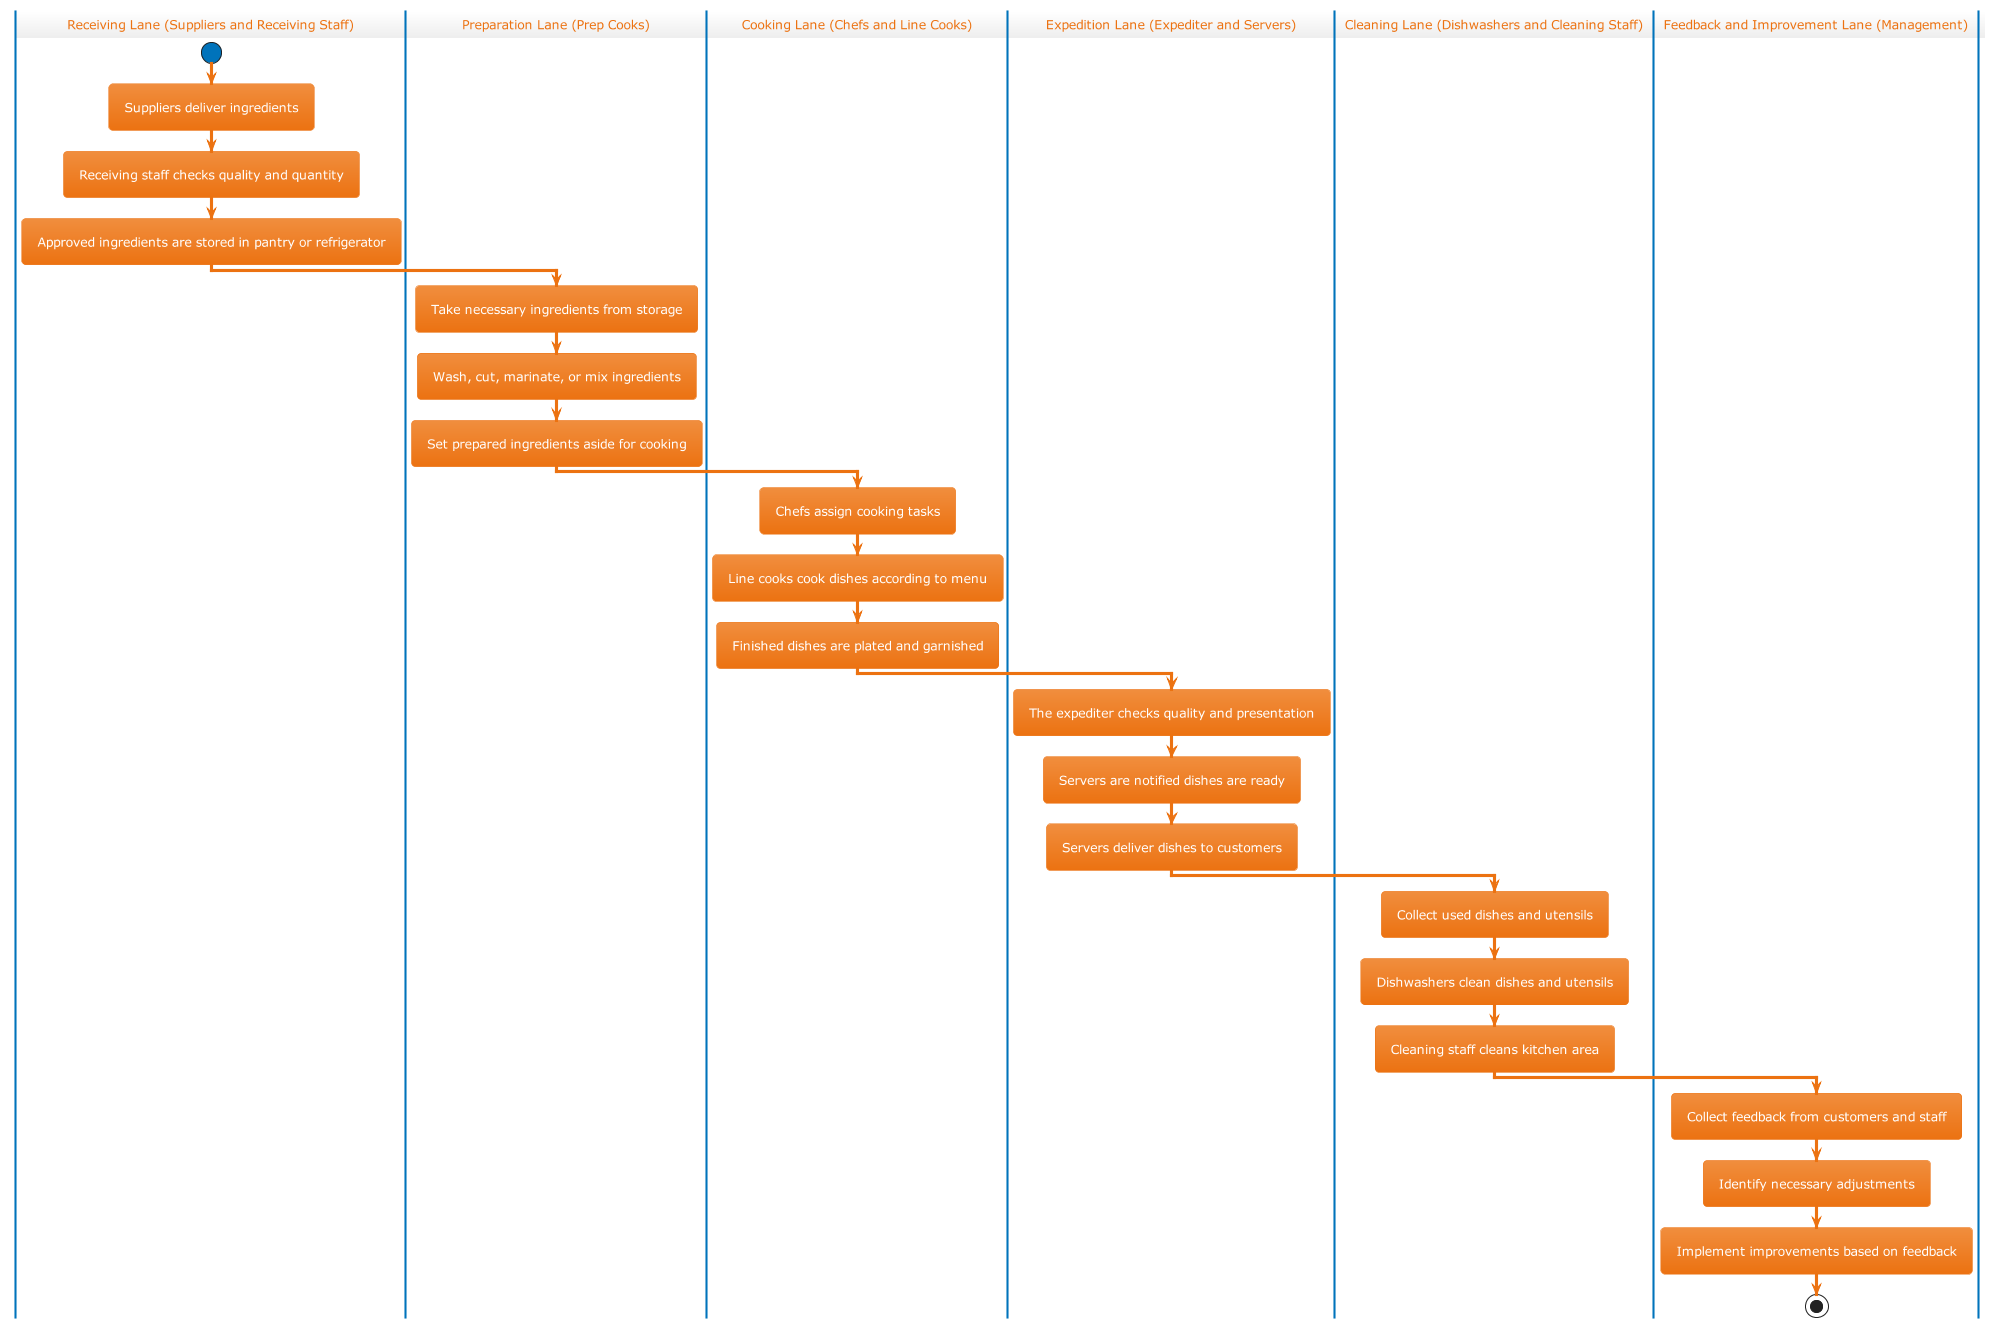 Receiving Lane (Suppliers and Receiving Staff)
Preparation Lane (Prep Cooks)
Cooking Lane (Chefs and Line Cooks)
Expedition Lane (Expediter and Servers)
Cleaning Lane (Dishwashers and Cleaning Staff)
Feedback and Improvement Lane (Management)
Suppliers deliver ingredients
Receiving staff checks quality and quantity
Approved ingredients are stored in pantry or refrigerator
Take necessary ingredients from storage
Wash, cut, marinate, or mix ingredients
Set prepared ingredients aside for cooking
Chefs assign cooking tasks
Line cooks cook dishes according to menu
Finished dishes are plated and garnished
The expediter checks quality and presentation
Servers are notified dishes are ready
Servers deliver dishes to customers
Collect used dishes and utensils
Dishwashers clean dishes and utensils
Cleaning staff cleans kitchen area
Collect feedback from customers and staff
Identify necessary adjustments
Implement improvements based on feedback